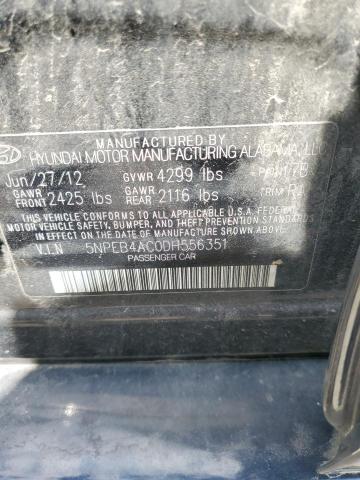 MANUFACTURED BY
HYUNDAI MOTOR MANUFACTURING ALABAMA, LLC
Jun/27/12 GVWR 4299 lbs PAINT
GAWR FRONT 2425 lbs GAWR REAR 2116 lbs TRIM
THIS VEHICLE CONFORMS TO ALL APPLICABLE FEDERAL
MOTOR VEHICLE SAFETY, BUMPER, AND THEFT PREVENTION STANDARDS
IN EFFECT ON THE DATE OF MANUFACTURE SHOWN ABOVE.
V.I.N 5NPEB4AC0DH556351
PASSENGER CAR